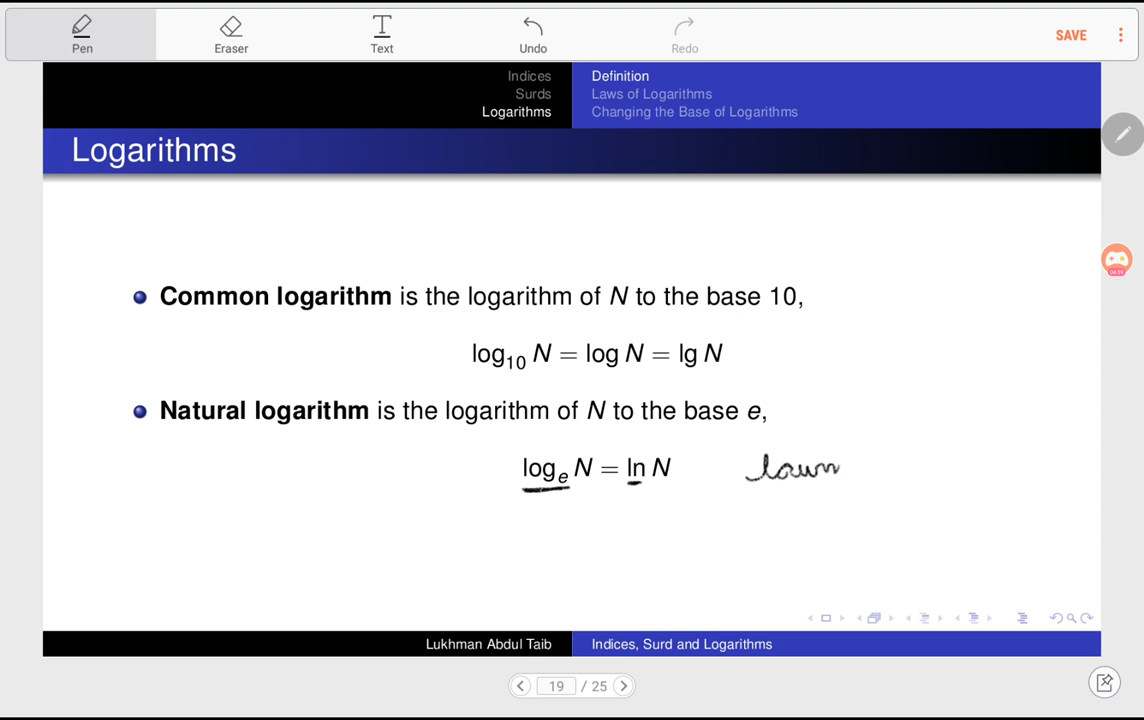 Pen
Eraser
Text
Undo
Redo
SAVE
Indices
Surds
Logarithms
Definition
Laws of Logarithms
Changing the Base of Logarithms
Logarithms
Common logarithm is the logarithm of N to the base 10,
log₁₀ N = log N = lg N
Natural logarithm is the logarithm of N to the base e,
logₑ N = ln N lawn
Lukhman Abdul Taib
Indices, Surd and Logarithms
19 / 25